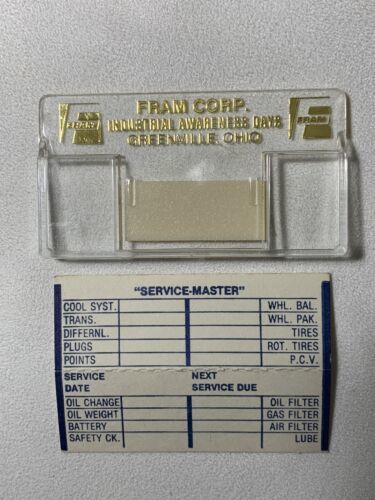 FRAM CORP.
INDUSTRIAL AWARENESS DAYS
GREENVILLE, OHIO
FRAM
FRAM
"SERVICE-MASTER"
COOL SYST. WHL. BAL.
TRANS. WHL. PAK.
DIFFERNL. TIRES
PLUGS ROT. TIRES
POINTS P.C.V.
SERVICE NEXT
DATE SERVICE DUE
OIL CHANGE OIL FILTER
OIL WEIGHT GAS FILTER
BATTERY AIR FILTER
SAFETY CK. LUBE